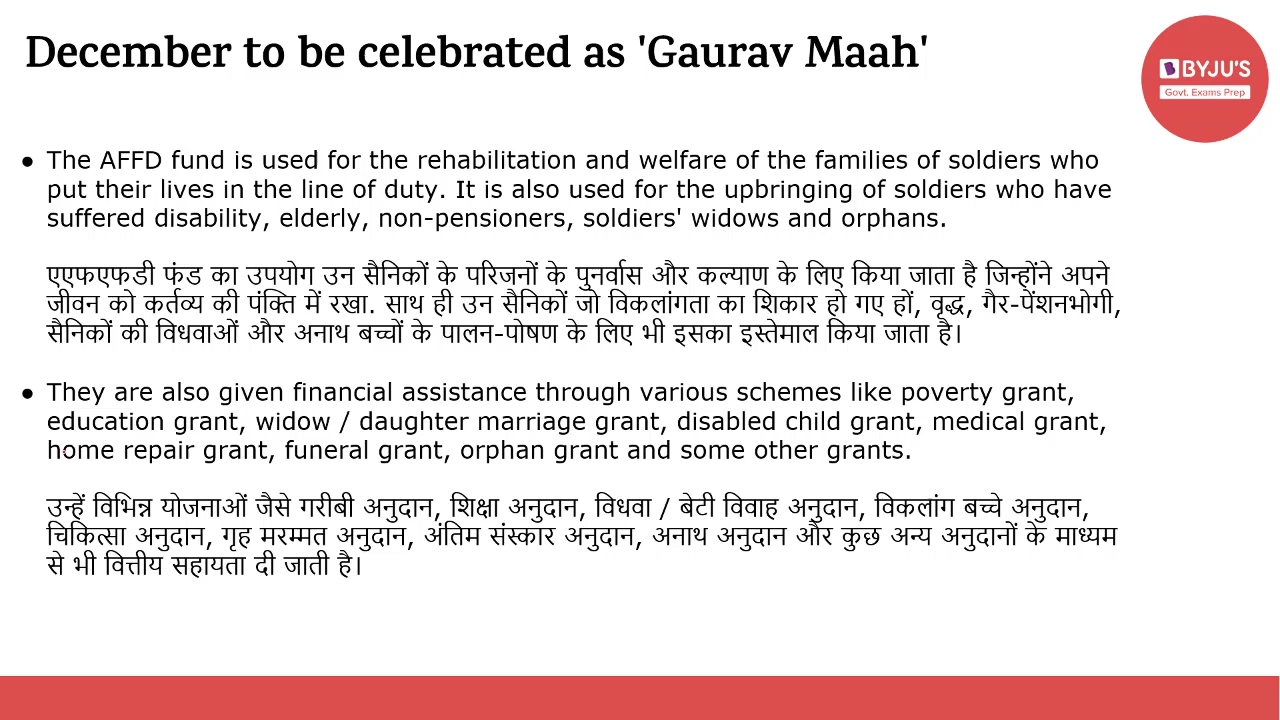 December to be celebrated as 'Gaurav Maah'
BYJU'S
Govt. Exams Prep
● The AFFD fund is used for the rehabilitation and welfare of the families of soldiers who
put their lives in the line of duty. It is also used for the upbringing of soldiers who have
suffered disability, elderly, non-pensioners, soldiers' widows and orphans.
एएफएफडी फंड का उपयोग उन सैनिकों के परिजनों के पुनर्वास और कल्याण के लिए किया जाता है जिन्होंने अपने
जीवन को कर्तव्य की पंक्ति में रखा. साथ ही उन सैनिकों जो विकलांगता का शिकार हो गए हों, वृद्ध, गैर-पेंशनभोगी,
सैनिकों की विधवाओं और अनाथ बच्चों के पालन-पोषण के लिए भी इसका इस्तेमाल किया जाता है।
● They are also given financial assistance through various schemes like poverty grant,
education grant, widow / daughter marriage grant, disabled child grant, medical grant,
home repair grant, funeral grant, orphan grant and some other grants.
उन्हें विभिन्न योजनाओं जैसे गरीबी अनुदान, शिक्षा अनुदान, विधवा / बेटी विवाह अनुदान, विकलांग बच्चे अनुदान,
चिकित्सा अनुदान, गृह मरम्मत अनुदान, अंतिम संस्कार अनुदान, अनाथ अनुदान और कुछ अन्य अनुदानों के माध्यम
से भी वित्तीय सहायता दी जाती है।